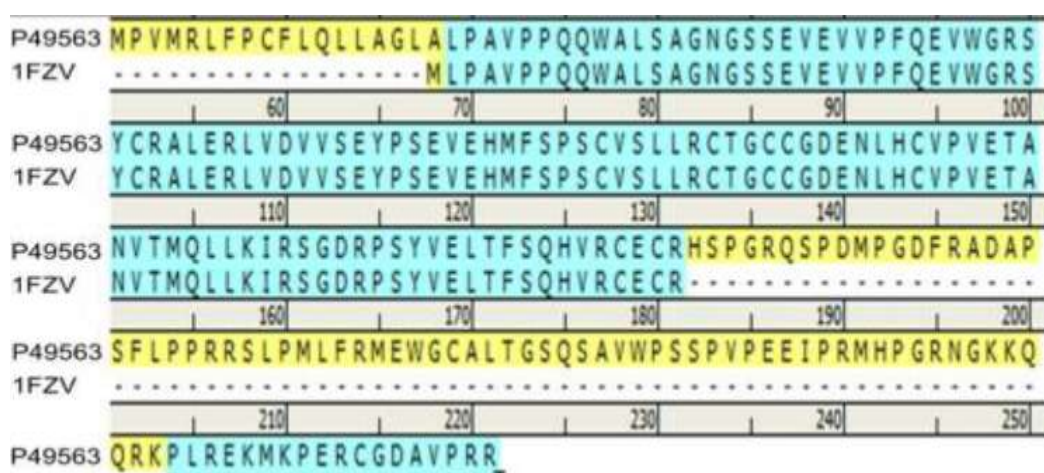 P49563 MPVMRLFPCFLQLLAGLALPAVPPQQWALSAGNGSSEVEVVPFQEVWGRS
1FZV -----------------MLPAVPPQQWALSAGNGSSEVEVVPFQEVWGRS
60 70 80 90 100
P49563 YCRALERLVDVVSEYPSEVEHMFSPSCVSLLRCTGCCGDENLHCVPVETA
1FZV YCRALERLVDVVSEYPSEVEHMFSPSCVSLLRCTGCCGDENLHCVPVETA
110 120 130 140 150
P49563 NVTMQLLKIRSGDRPSYVELTFSQHVRCECRHSPGRQSPDMPGDFRADAP
1FZV NVTMQLLKIRSGDRPSYVELTFSQHVRCECR-------------------
160 170 180 190 200
P49563 SFLPPRRSLPMLFRMEWGCALTGSQSAVWPSSPVPEEIPRMHPGRNGKKQ
1FZV --------------------------------------------------
210 220 230 240 250
P49563 QRKPLREKMKPERCGDAVPRR